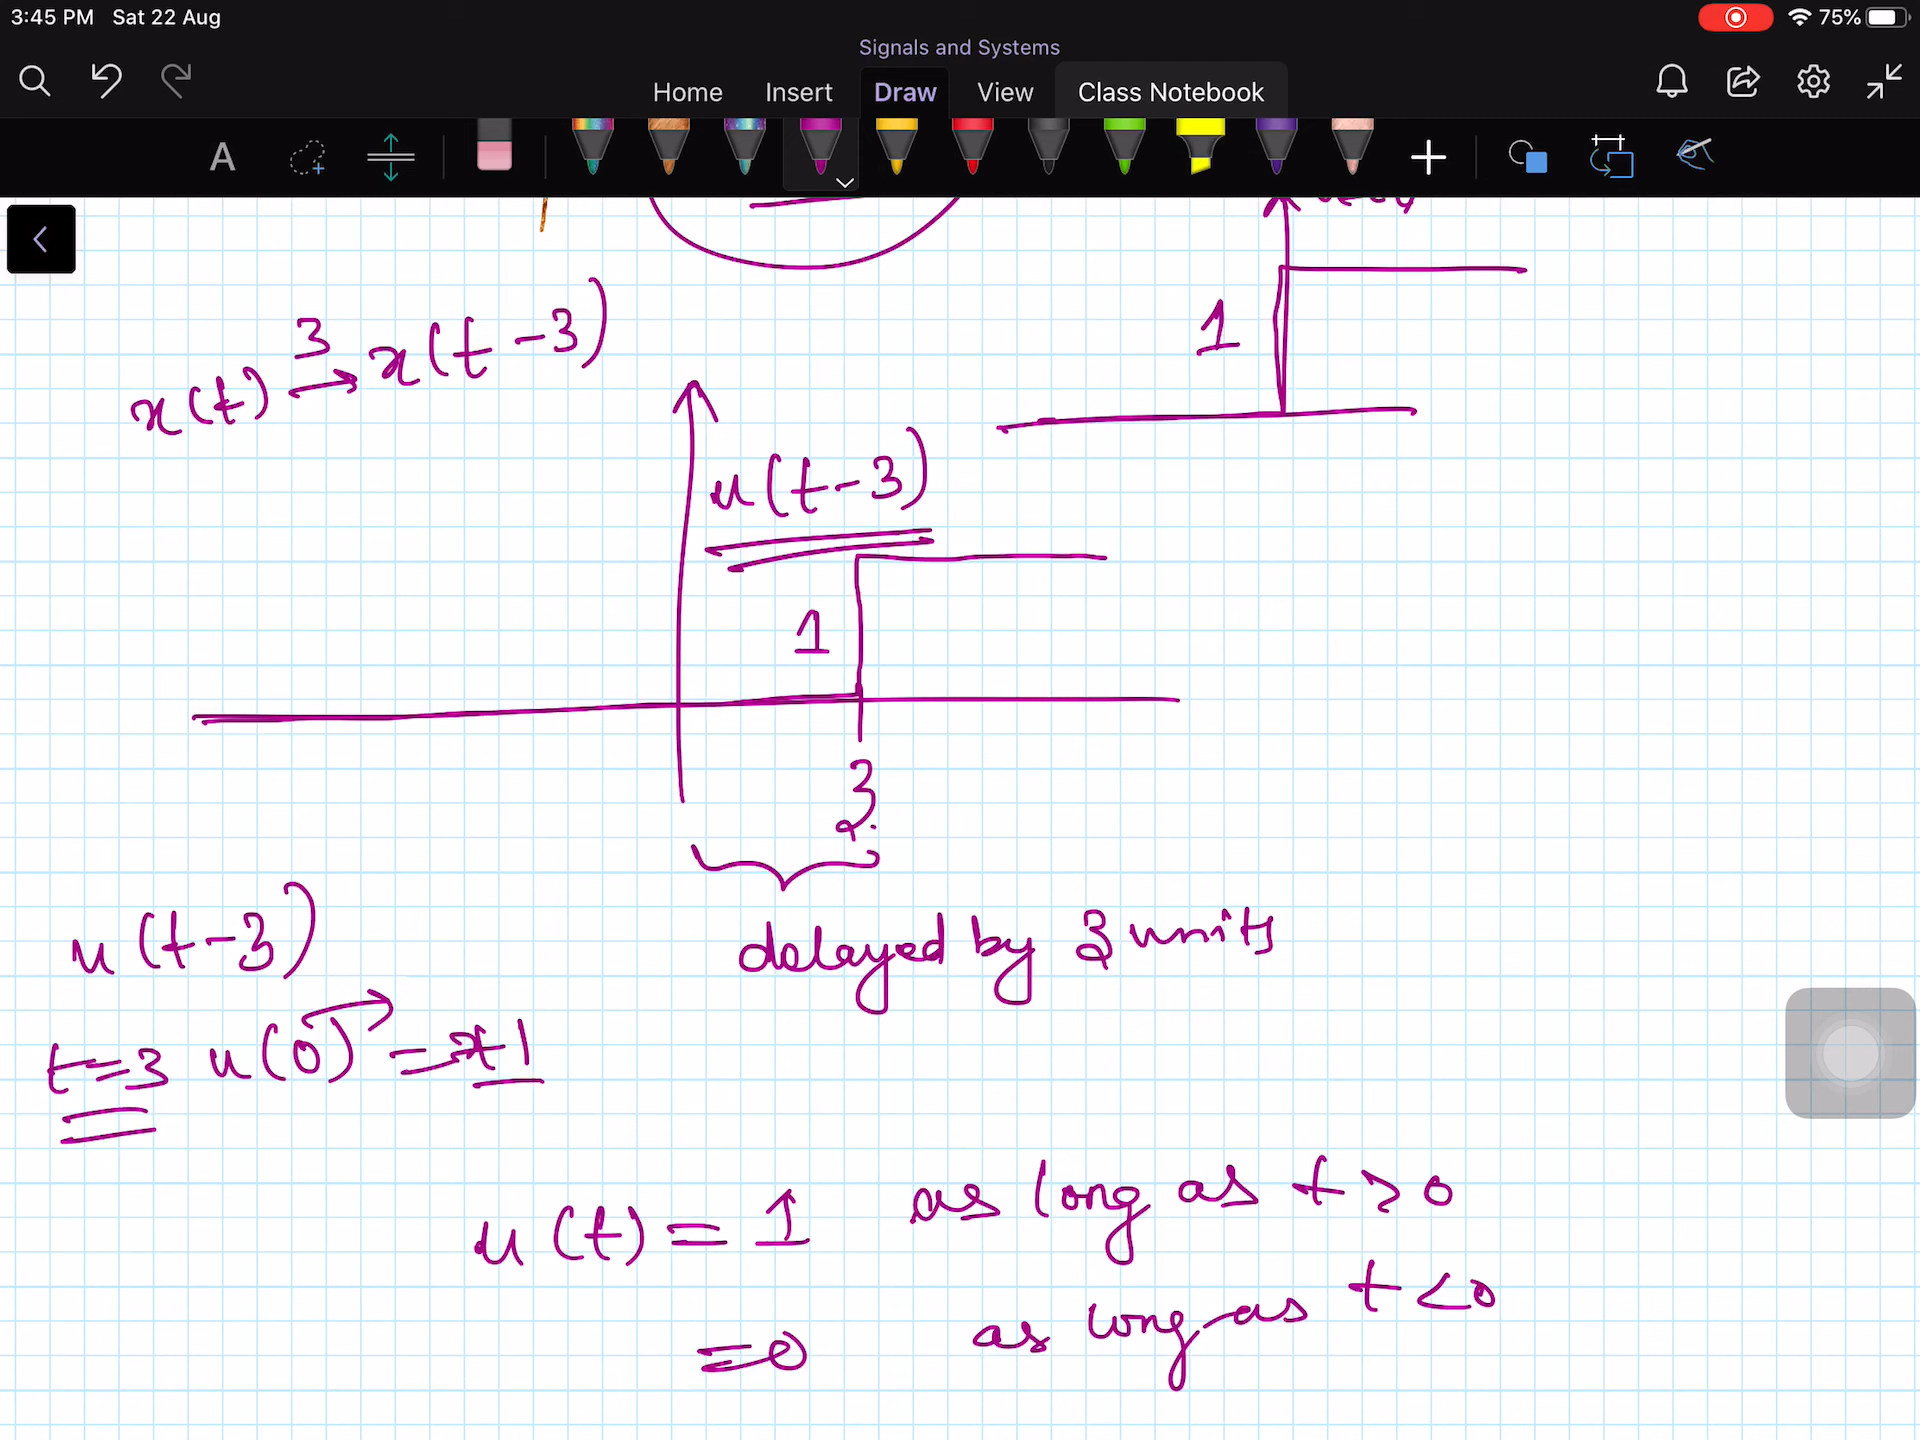 3:45 PM Sat 22 Aug
75%
Signals and Systems
Home Insert Draw View Class Notebook
A
1
x(t) 3→ x(t-3)
u(t-3)
1
3
delayed by 3 units
u(t-3)
t=3 u(0) = 1
u(t) = 1 as long as t > 0
=0 as long as t<0